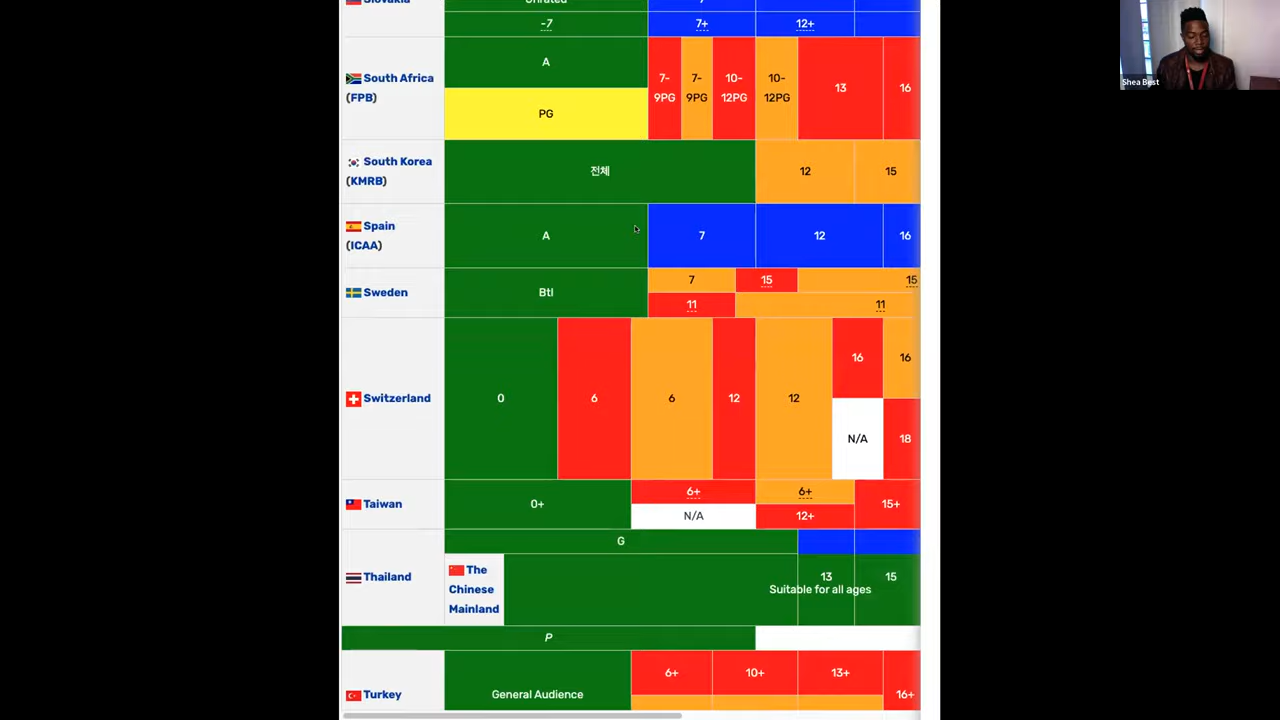 Slovakia
Unrated
-7
7+
12+
South Africa
(FPB)
A
PG
7-
9PG
7-
9PG
10-
12PG
10-
12PG
13
16
South Korea
(KMRB)
전체
12
15
Spain
(ICAA)
A
7
12
16
Sweden
Btl
7
15
15
11
11
Switzerland
0
6
6
12
12
16
16
N/A
18
Taiwan
0+
6+
6+
N/A
12+
15+
Thailand
G
The
Chinese
Mainland
13
15
Suitable for all ages
P
Turkey
General Audience
6+
10+
13+
16+
Shea Best